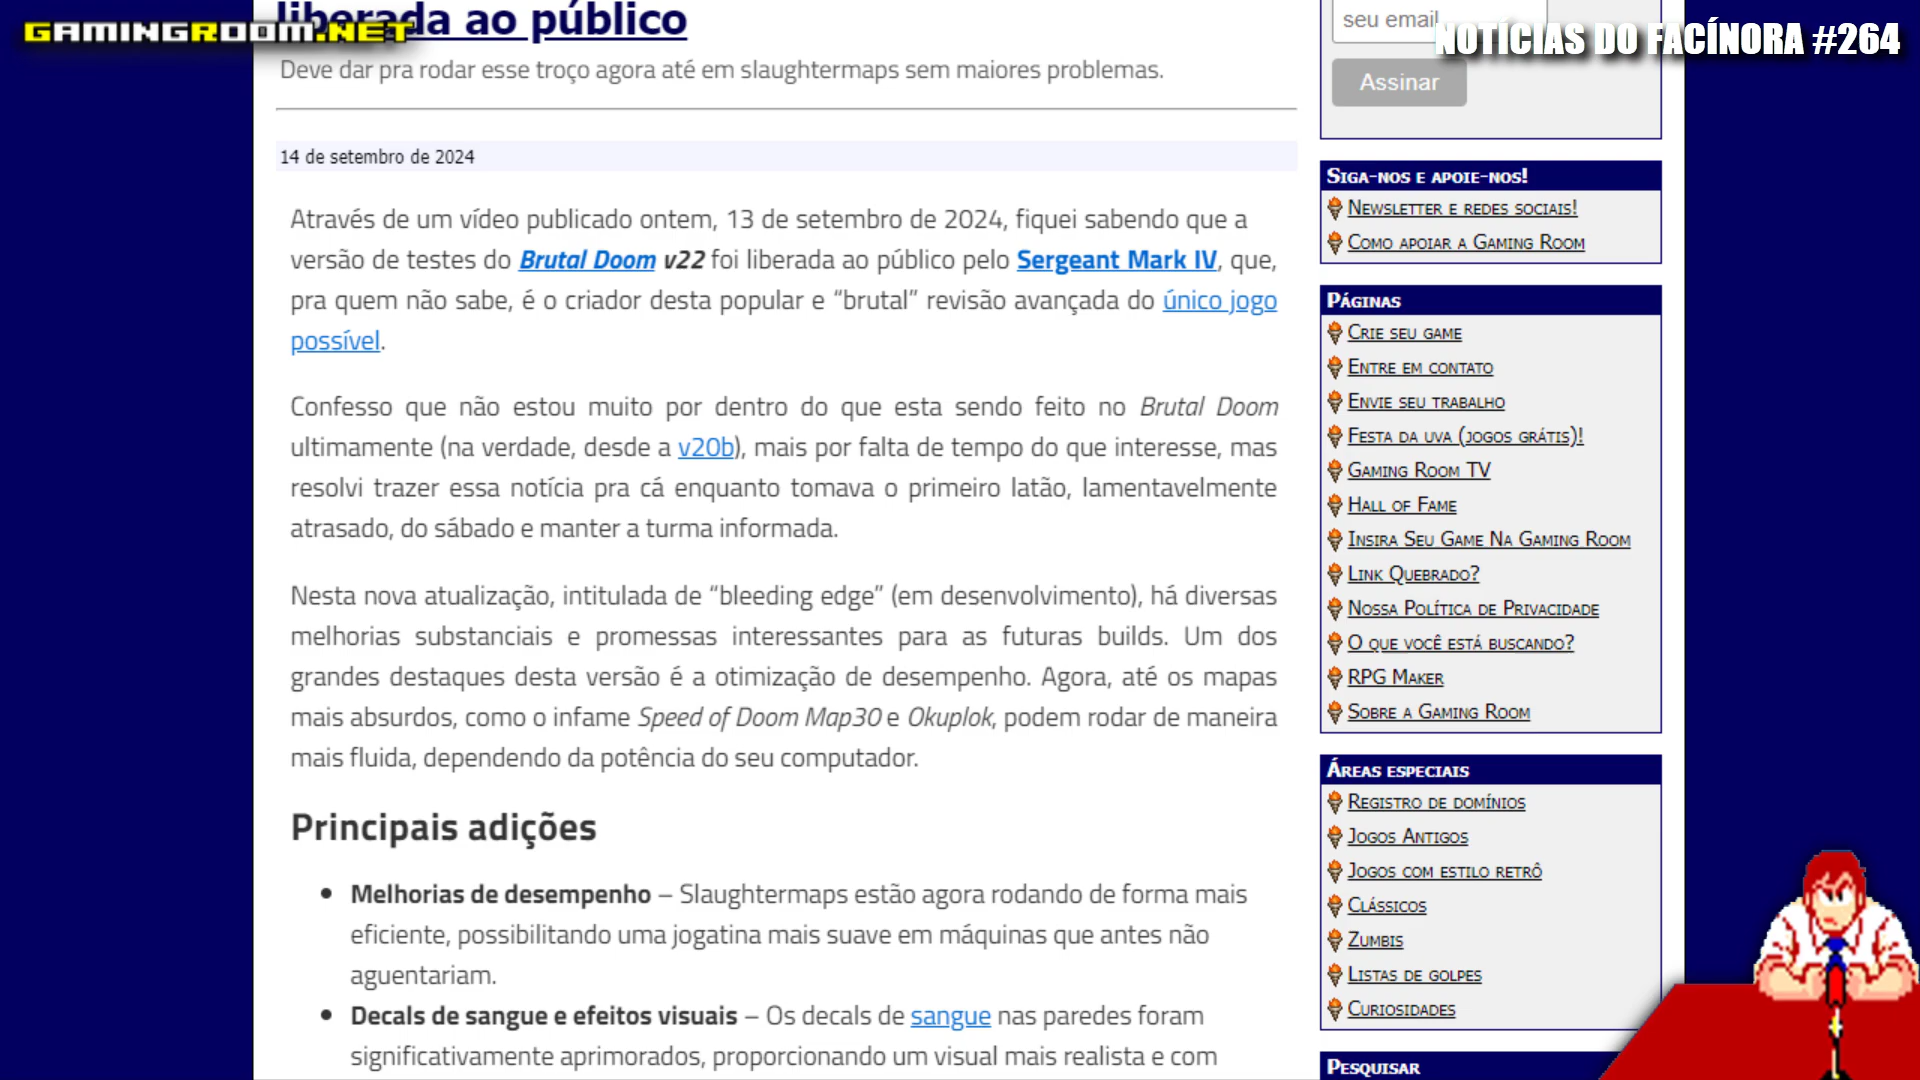 liberada ao público
GAMINGROOM.NET
Deve dar pra rodar esse troço agora até em slaughtermaps sem maiores problemas.
14 de setembro de 2024
Através de um vídeo publicado ontem, 13 de setembro de 2024, fiquei sabendo que a
versão de testes do Brutal Doom v22 foi liberada ao público pelo Sergeant Mark IV, que,
pra quem não sabe, é o criador desta popular e “brutal” revisão avançada do único jogo
possível.
Confesso que não estou muito por dentro do que esta sendo feito no Brutal Doom
ultimamente (na verdade, desde a v20b), mais por falta de tempo do que interesse, mas
resolvi trazer essa notícia pra cá enquanto tomava o primeiro latão, lamentavelmente
atrasado, do sábado e manter a turma informada.
Nesta nova atualização, intitulada de “bleeding edge” (em desenvolvimento), há diversas
melhorias substanciais e promessas interessantes para as futuras builds. Um dos
grandes destaques desta versão é a otimização de desempenho. Agora, até os mapas
mais absurdos, como o infame Speed of Doom Map30 e Okuplok, podem rodar de maneira
mais fluida, dependendo da potência do seu computador.
Principais adições
Melhorias de desempenho – Slaughtermaps estão agora rodando de forma mais
eficiente, possibilitando uma jogatina mais suave em máquinas que antes não
aguentariam.
Decals de sangue e efeitos visuais – Os decals de sangue nas paredes foram
significativamente aprimorados, proporcionando um visual mais realista e com
seu email
NOTÍCIAS DO FACÍNORA #264
Assinar
Siga-nos e apoie-nos!
Newsletter e redes sociais!
Como apoiar a Gaming Room
Páginas
Crie seu game
Entre em contato
Envie seu trabalho
Festa da uva (jogos grátis)!
Gaming Room TV
Hall of Fame
Insira Seu Game Na Gaming Room
Link Quebrado?
Nossa Política de Privacidade
O que você está buscando?
RPG Maker
Sobre a Gaming Room
Áreas especiais
Registro de domínios
Jogos Antigos
Jogos com estilo retrô
Clássicos
Zumbis
Listas de golpes
Curiosidades
Pesquisar